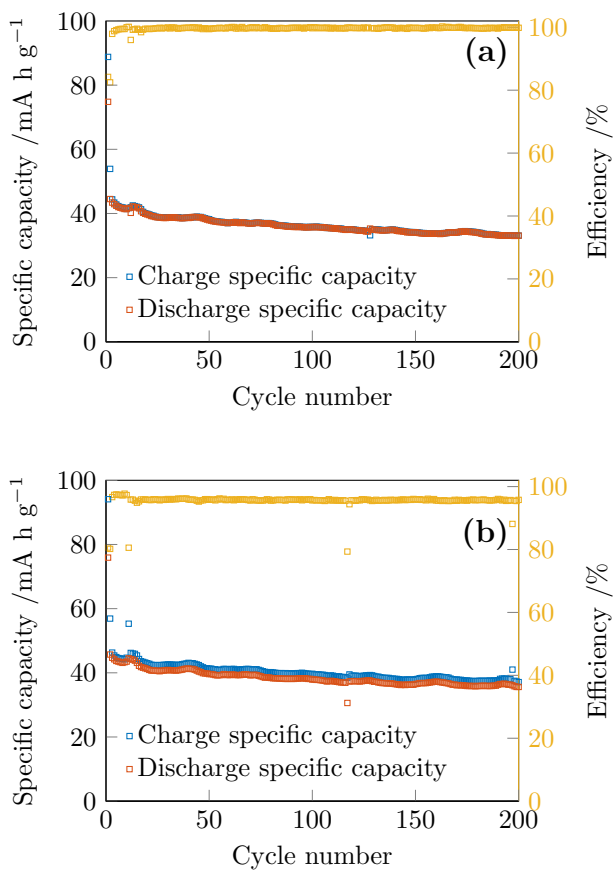 100
80
60
40
20
0
Specific capacity /mA h g⁻¹
(a)
Charge specific capacity
Discharge specific capacity
100
80
60
40
20
0
Efficiency /%
0 50 100 150 200
Cycle number
100
80
60
40
20
0
Specific capacity /mA h g⁻¹
(b)
Charge specific capacity
Discharge specific capacity
100
80
60
40
20
0
Efficiency /%
0 50 100 150 200
Cycle number